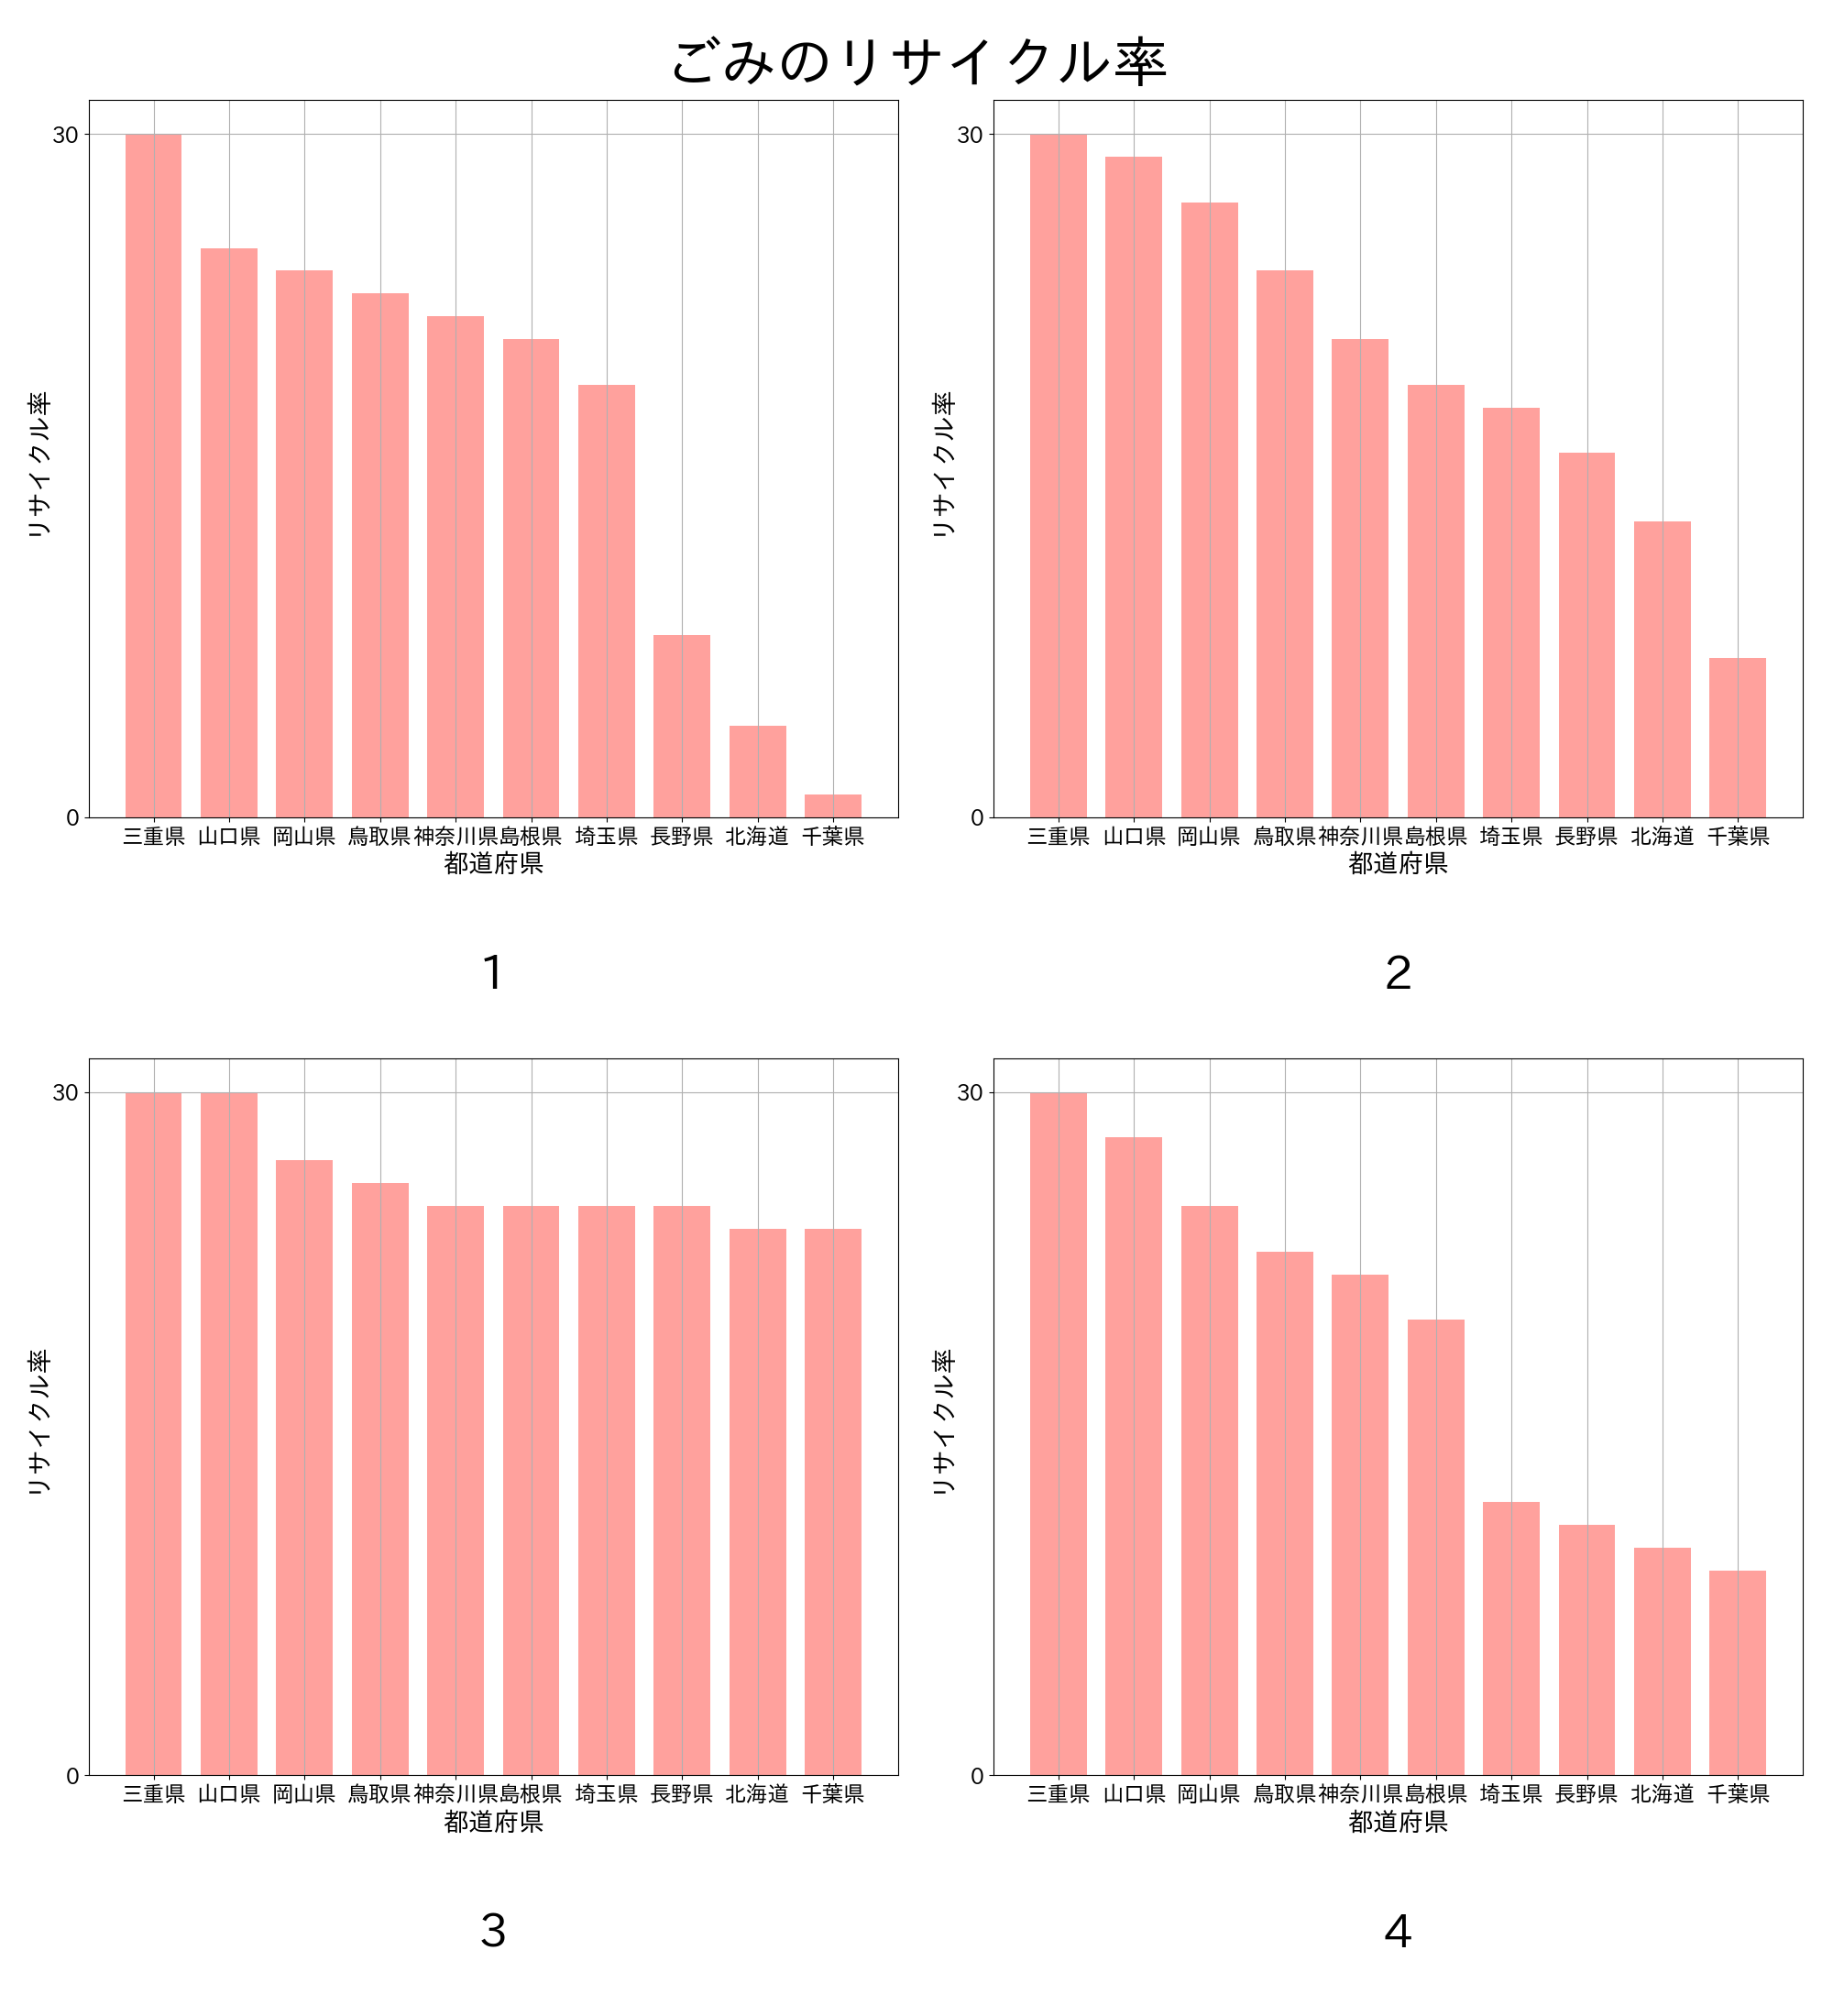 ごみのリサイクル率
30
0
リサイクル率
三重県 山口県 岡山県 鳥取県 神奈川県 島根県 埼玉県 長野県 北海道 千葉県
都道府県
1
30
0
リサイクル率
三重県 山口県 岡山県 鳥取県 神奈川県 島根県 埼玉県 長野県 北海道 千葉県
都道府県
2
30
0
リサイクル率
三重県 山口県 岡山県 鳥取県 神奈川県 島根県 埼玉県 長野県 北海道 千葉県
都道府県
3
30
0
リサイクル率
三重県 山口県 岡山県 鳥取県 神奈川県 島根県 埼玉県 長野県 北海道 千葉県
都道府県
4